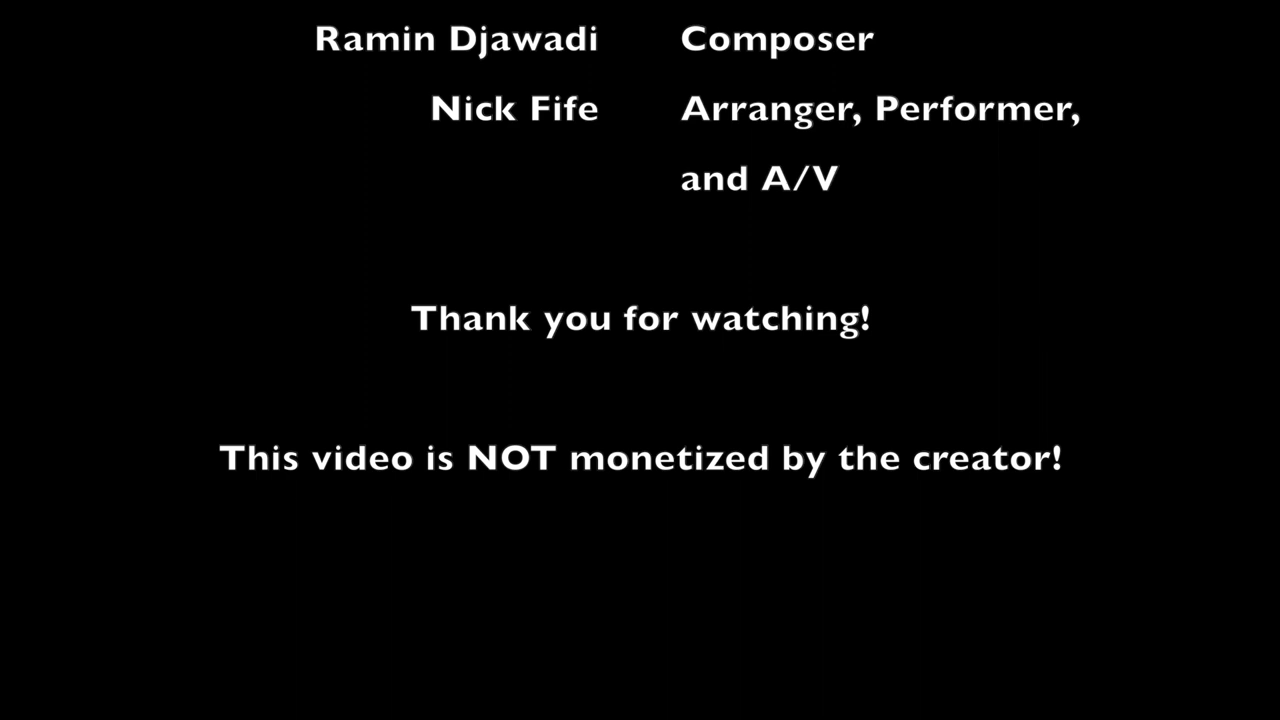 Ramin Djawadi Composer
Nick Fife Arranger, Performer,
and A/V
Thank you for watching!
This video is NOT monetized by the creator!